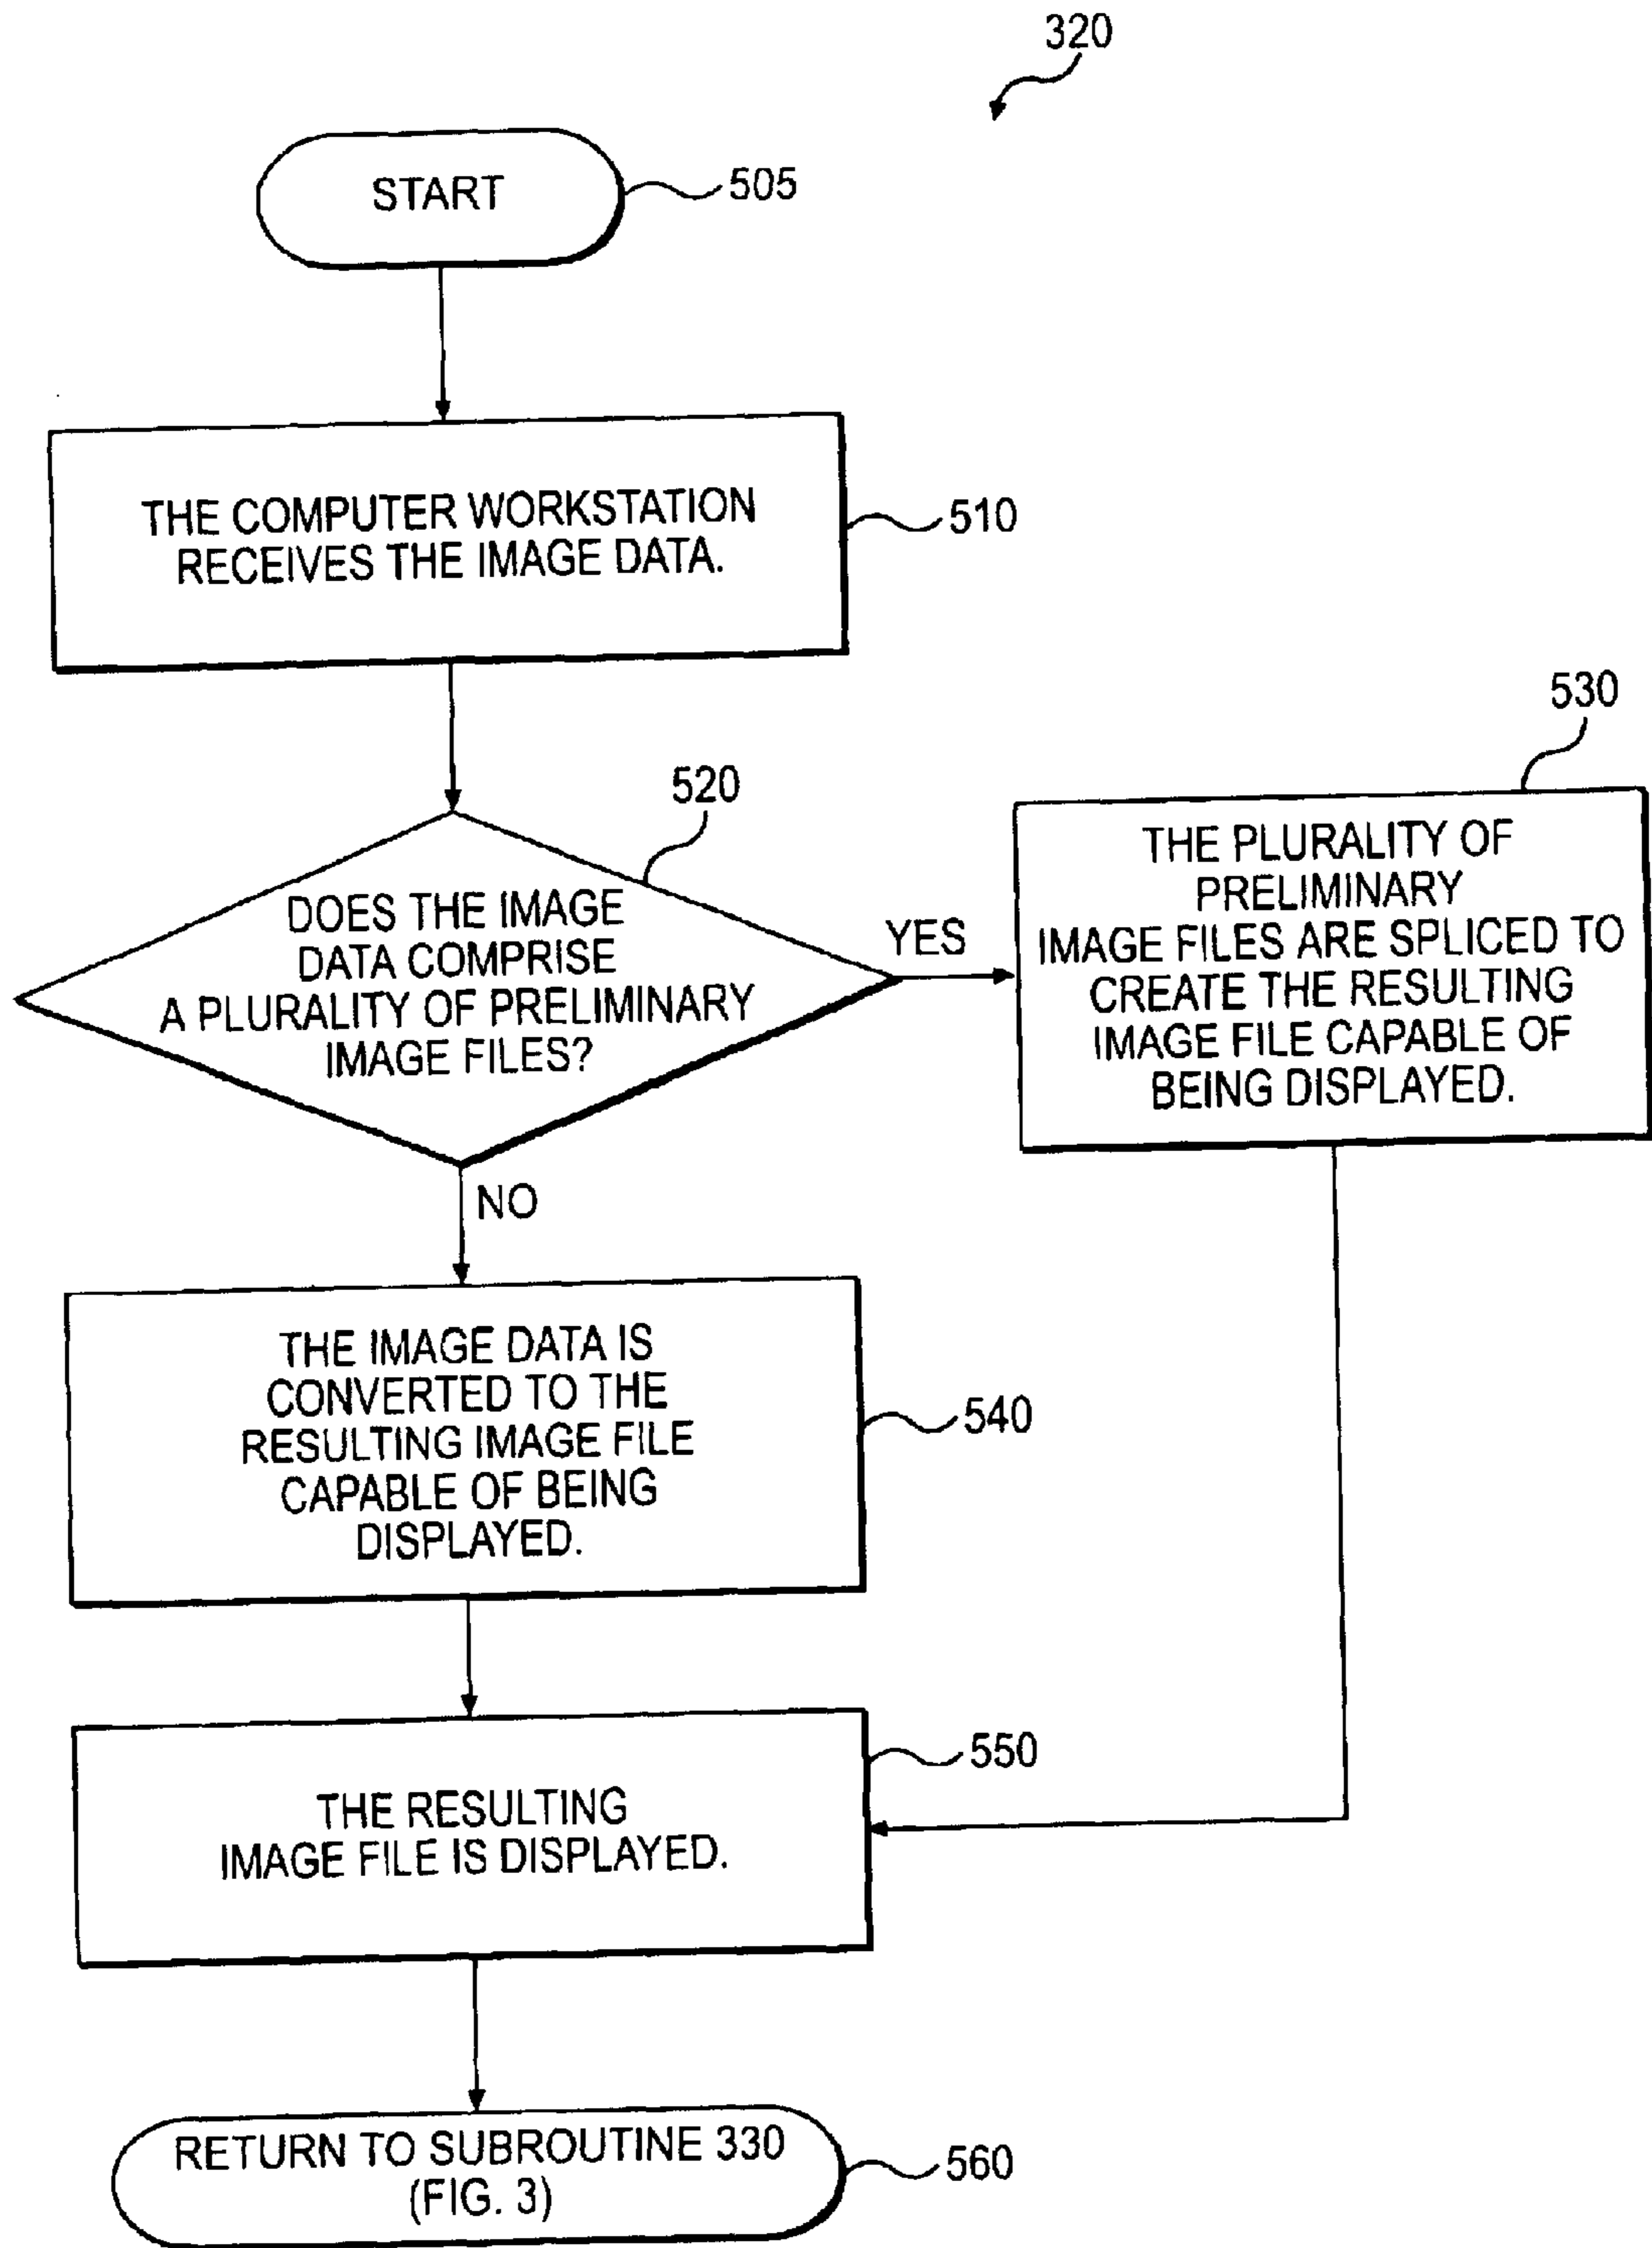 320
START
505
THE COMPUTER WORKSTATION
RECEIVES THE IMAGE DATA.
510
520
DOES THE IMAGE
DATA COMPRISE
A PLURALITY OF PRELIMINARY
IMAGE FILES?
YES
NO
530
THE PLURALITY OF
PRELIMINARY
IMAGE FILES ARE SPLICED TO
CREATE THE RESULTING
IMAGE FILE CAPABLE OF
BEING DISPLAYED.
THE IMAGE DATA IS
CONVERTED TO THE
RESULTING IMAGE FILE
CAPABLE OF BEING
DISPLAYED.
540
THE RESULTING
IMAGE FILE IS DISPLAYED.
550
RETURN TO SUBROUTINE 330
(FIG. 3)
560